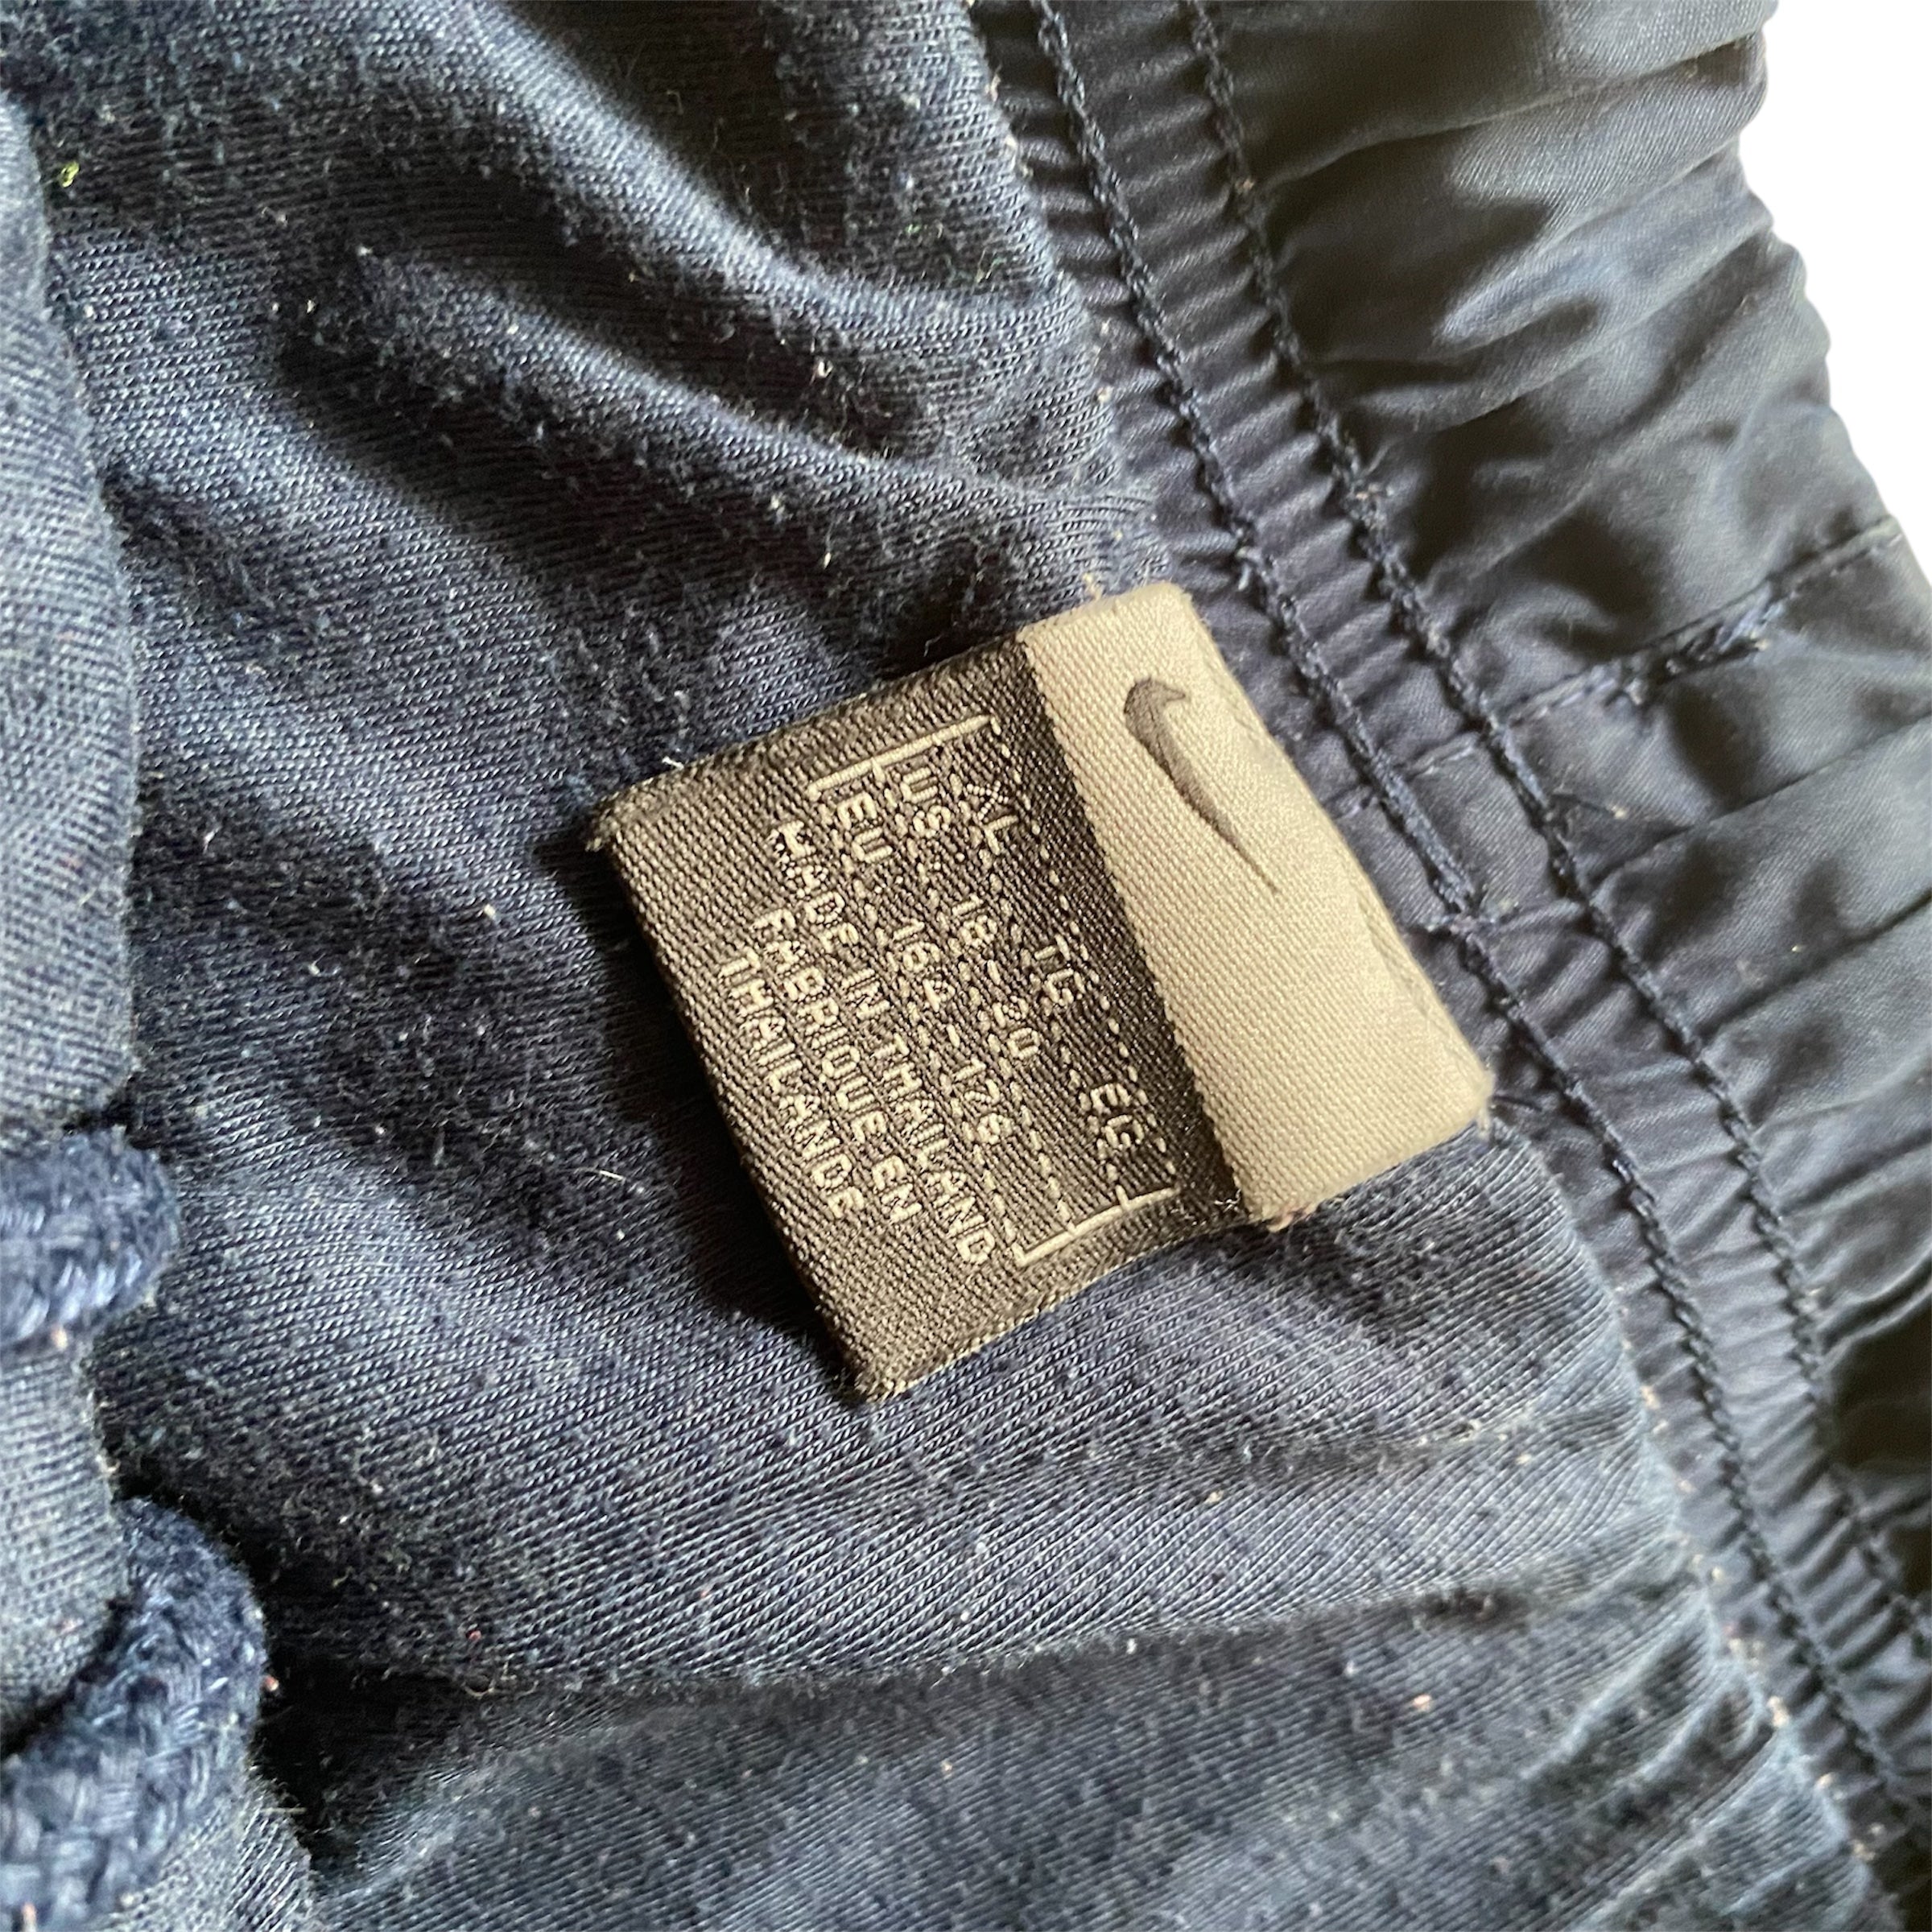 XL TG EG
US 18-20
EU 164-176
MADE IN THAILAND
FABRIQUE EN
THAILANDE